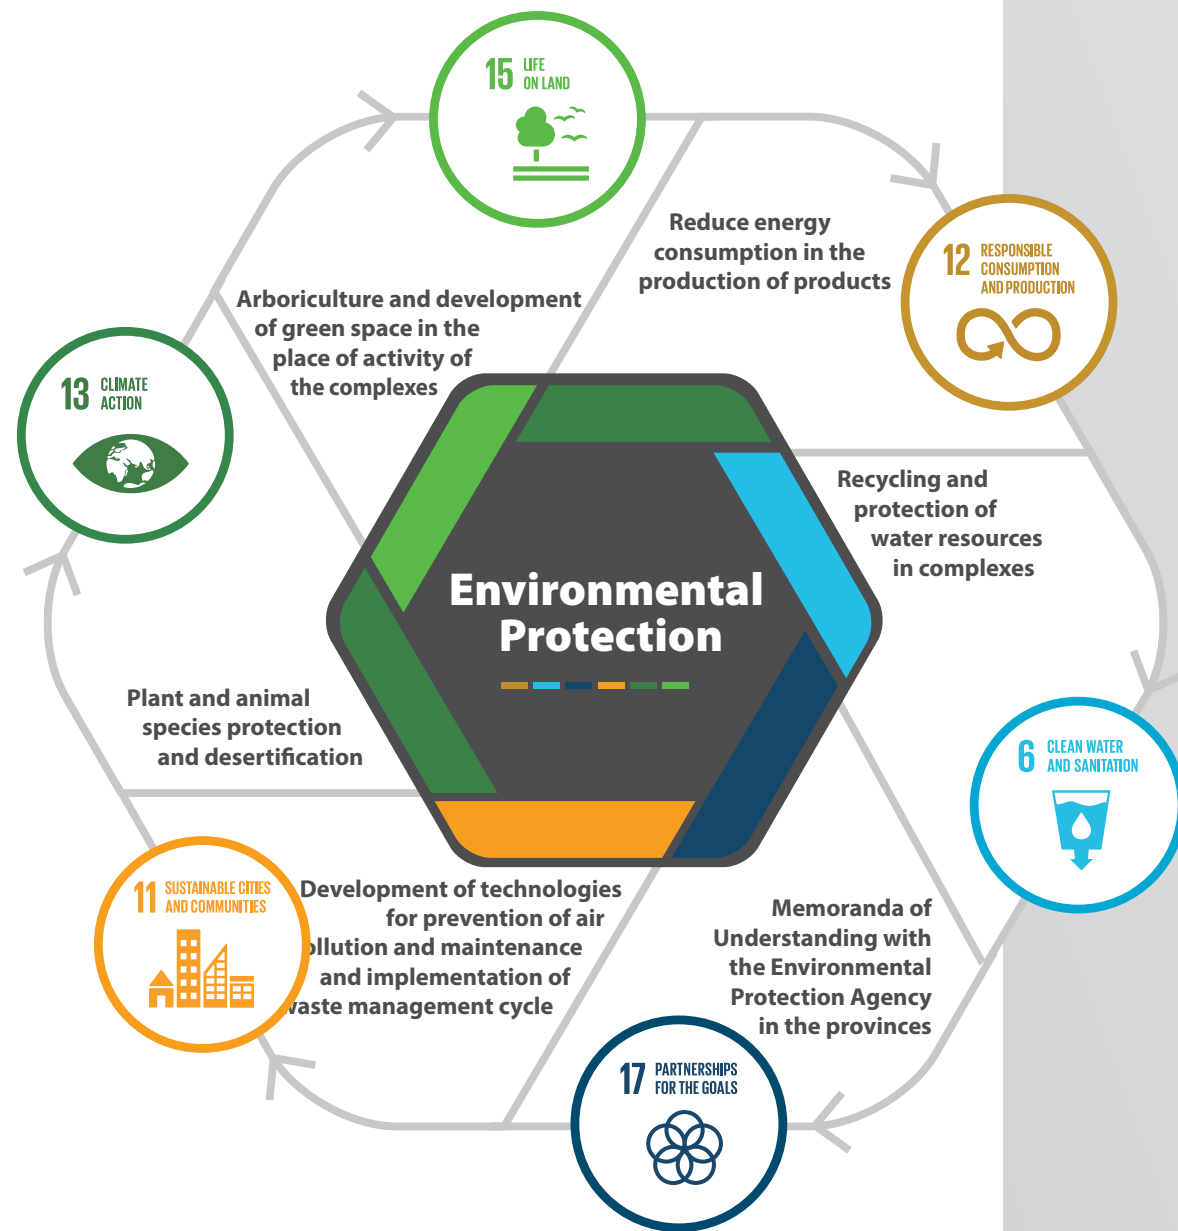 15 LIFE
ON LAND
Reduce energy
consumption in the
production of products
12 RESPONSIBLE
CONSUMPTION
AND PRODUCTION
Arboriculture and development
of green space in the
place of activity of
the complexes
13 CLIMATE
ACTION
Recycling and
protection of
water resources
in complexes
Environmental
Protection
Plant and animal
species protection
and desertification
6 CLEAN WATER
AND SANITATION
11 SUSTAINABLE CITIES
AND COMMUNITIES
Development of technologies
for prevention of air
ollution and maintenance
and implementation of
waste management cycle
Memoranda of
Understanding with
the Environmental
Protection Agency
in the provinces
17 PARTNERSHIPS
FOR THE GOALS